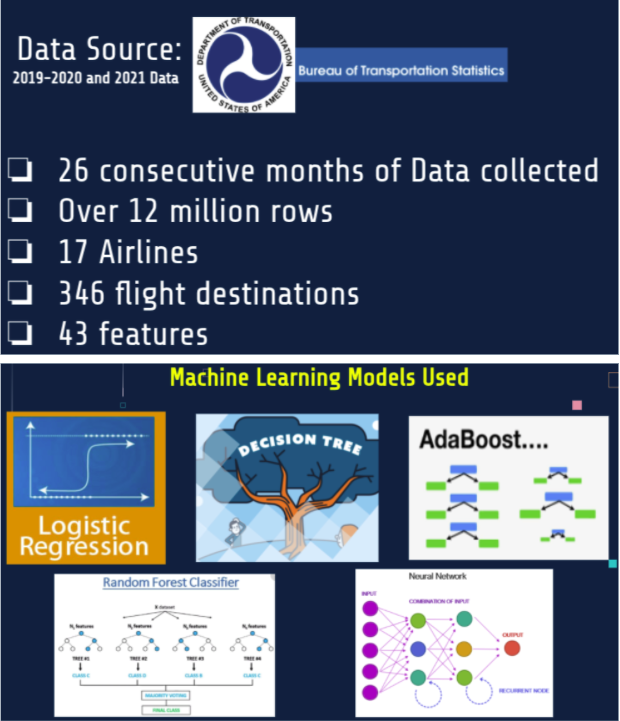 Data Source:
2019-2020 and 2021 Data
DEPARTMENT OF TRANSPORTATION
UNITED STATES OF AMERICA
Bureau of Transportation Statistics
26 consecutive months of Data collected
Over 12 million rows
17 Airlines
346 flight destinations
43 features
Machine Learning Models Used
Logistic
Regression
DECISION TREE
AdaBoost....
Random Forest Classifier
X dataset
N₁ features
N₂ features
N₃ features
N₄ features
TREE #1
TREE #2
TREE #3
TREE #4
CLASS C
CLASS D
CLASS B
CLASS C
MAJORITY VOTING
FINAL CLASS
Neural Network
INPUT
COMBINATION OF INPUT
OUTPUT
RECURRENT NODE